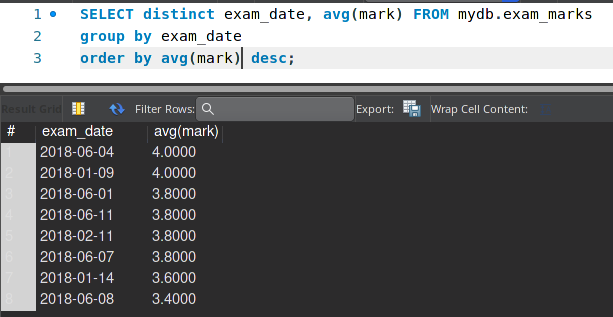 1 SELECT distinct exam_date, avg(mark) FROM mydb.exam_marks
2 group by exam_date
3 order by avg(mark) desc;
Result Grid Filter Rows: Export: Wrap Cell Content:
# exam_date avg(mark)
1 2018-06-04 4.0000
2 2018-01-09 4.0000
3 2018-06-01 3.8000
4 2018-06-11 3.8000
5 2018-02-11 3.8000
6 2018-06-07 3.8000
7 2018-01-14 3.6000
8 2018-06-08 3.4000